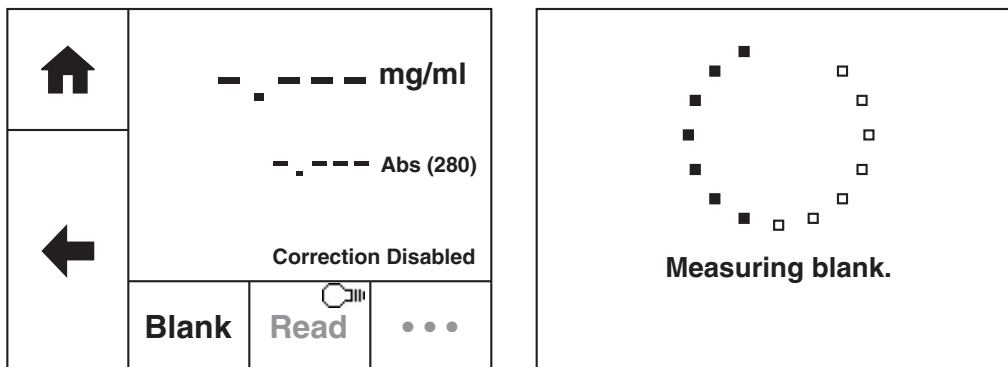 -.--- mg/ml
-.--- Abs (280)
Correction Disabled
Blank Read •••
Measuring blank.